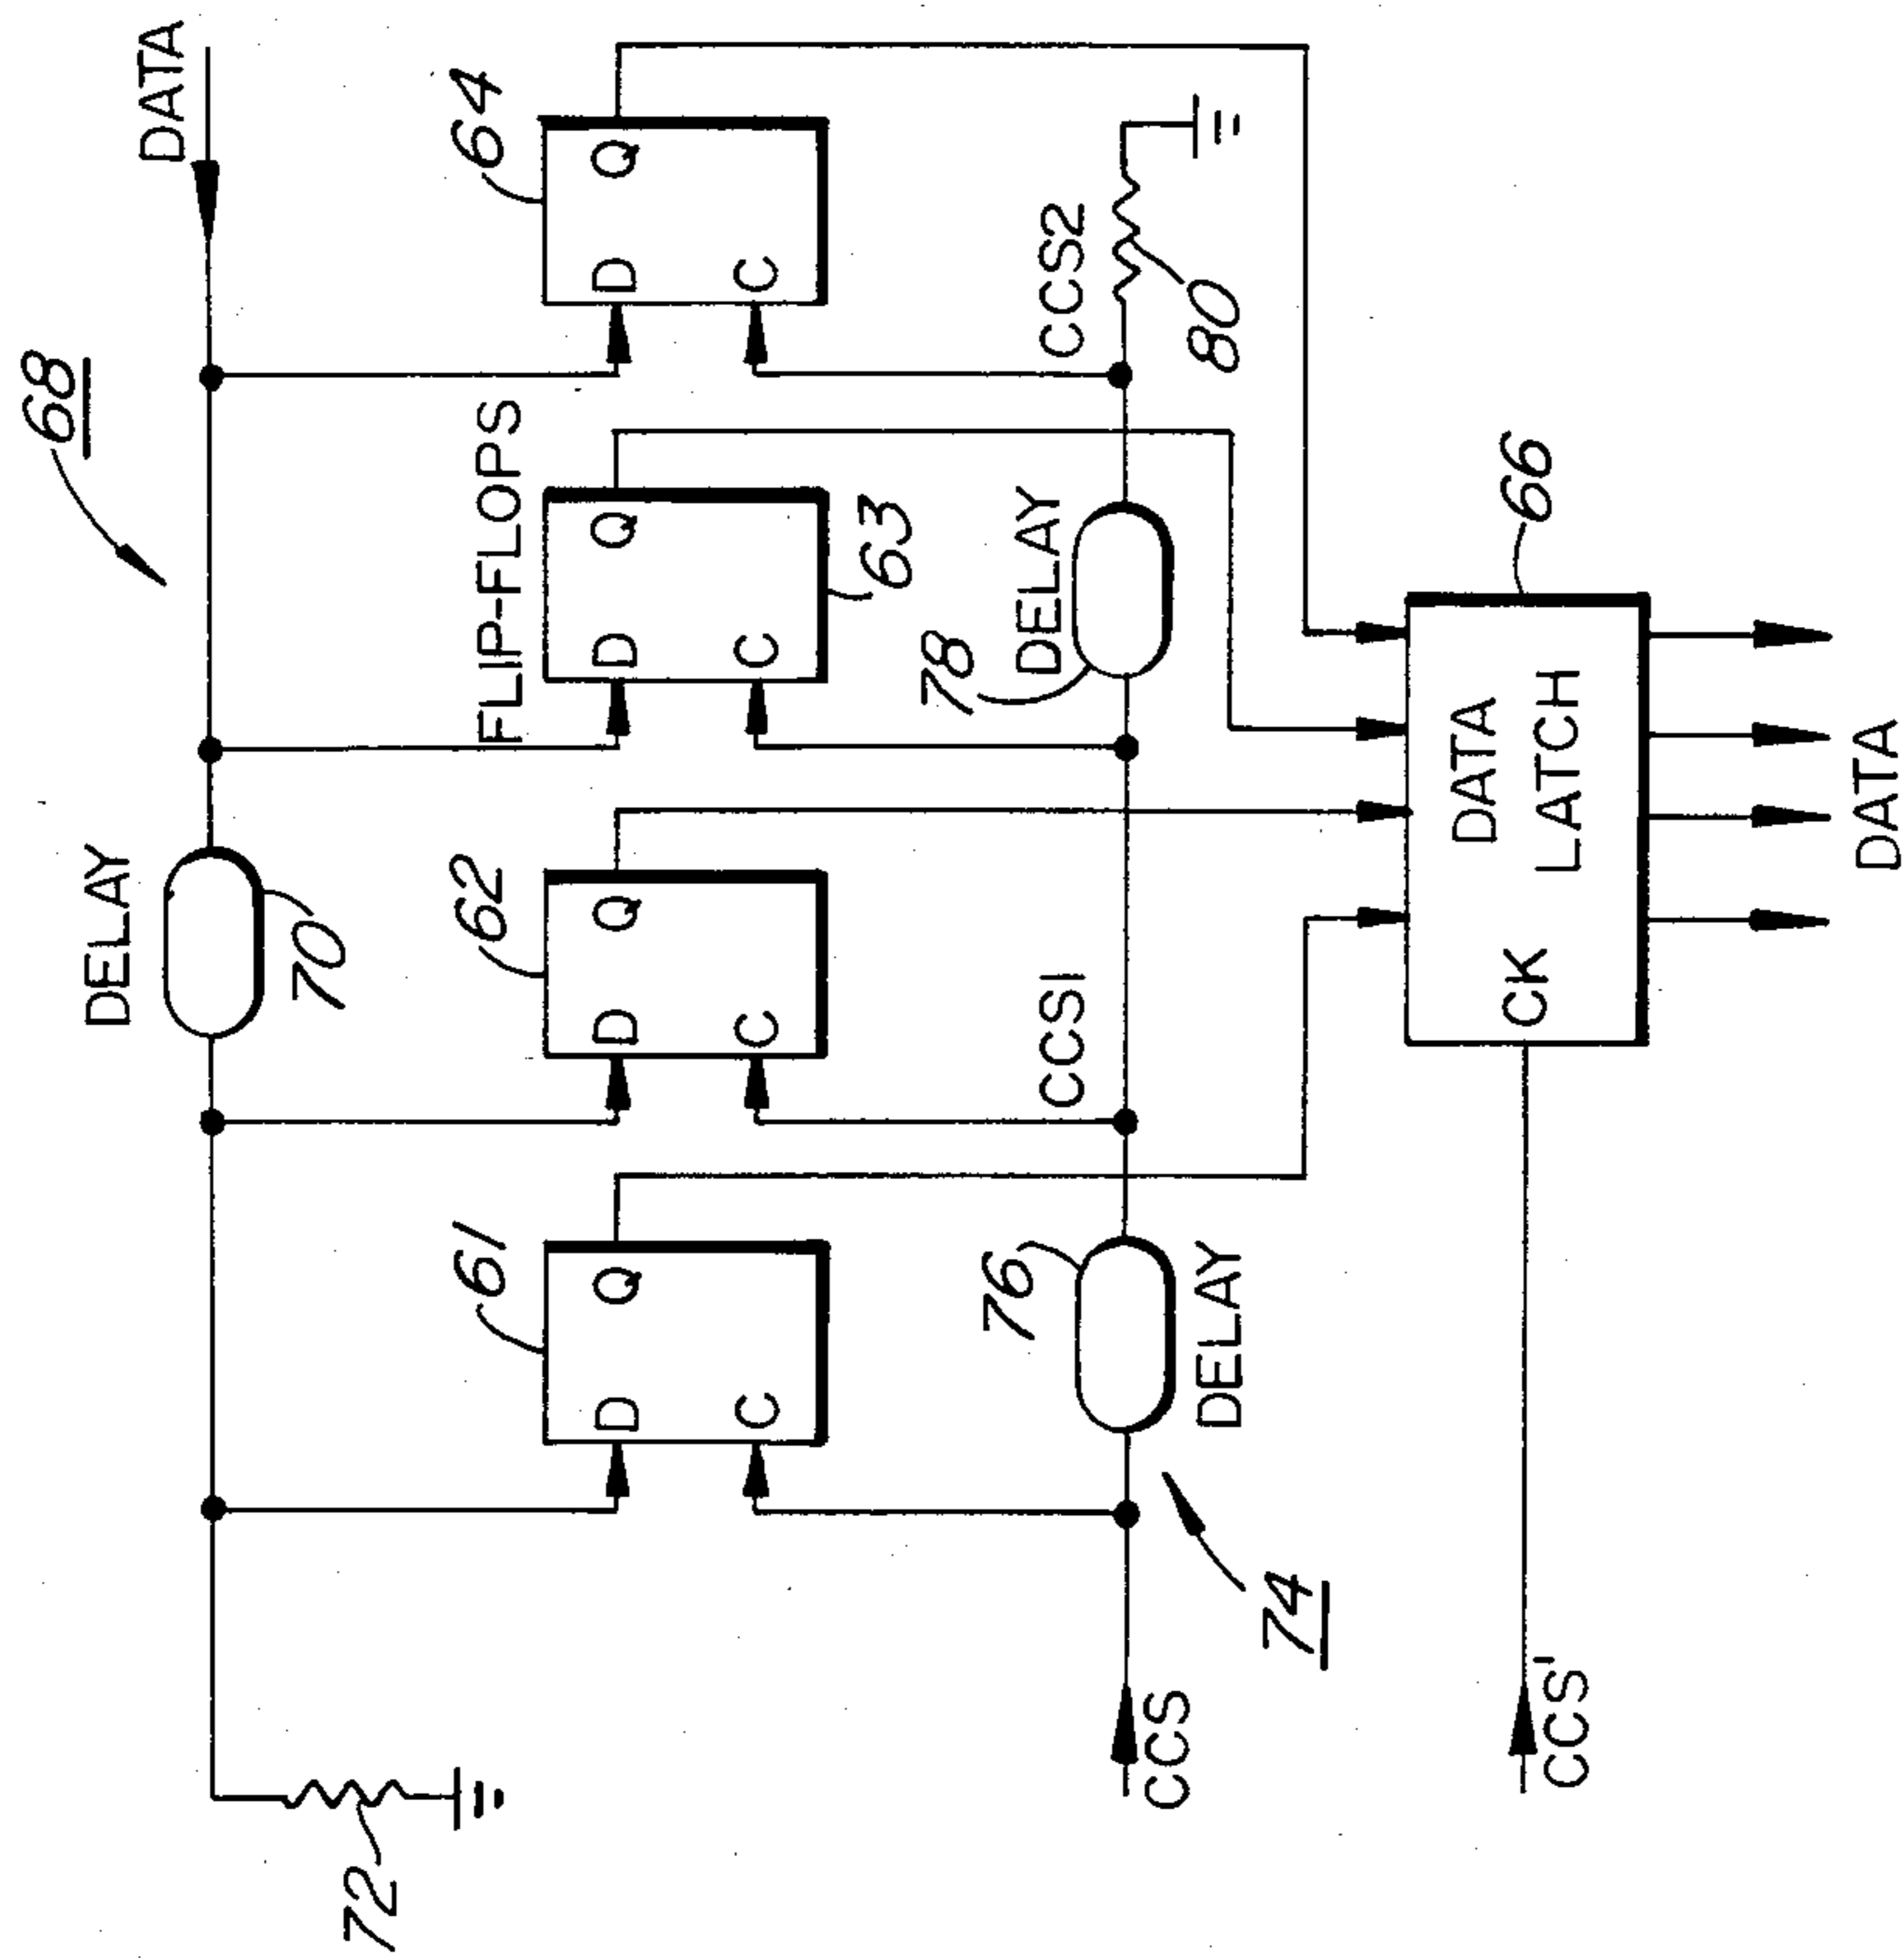 68
DELAY
DATA
70
72
61
62
FLIP-FLOPS
64
D Q
D Q
D Q
D Q
C
C
C
C
63
76
78
DELAY
CCS1
CCS2
CCS
DELAY
80
74
DATA
LATCH
CK
66
CCS'
DATA